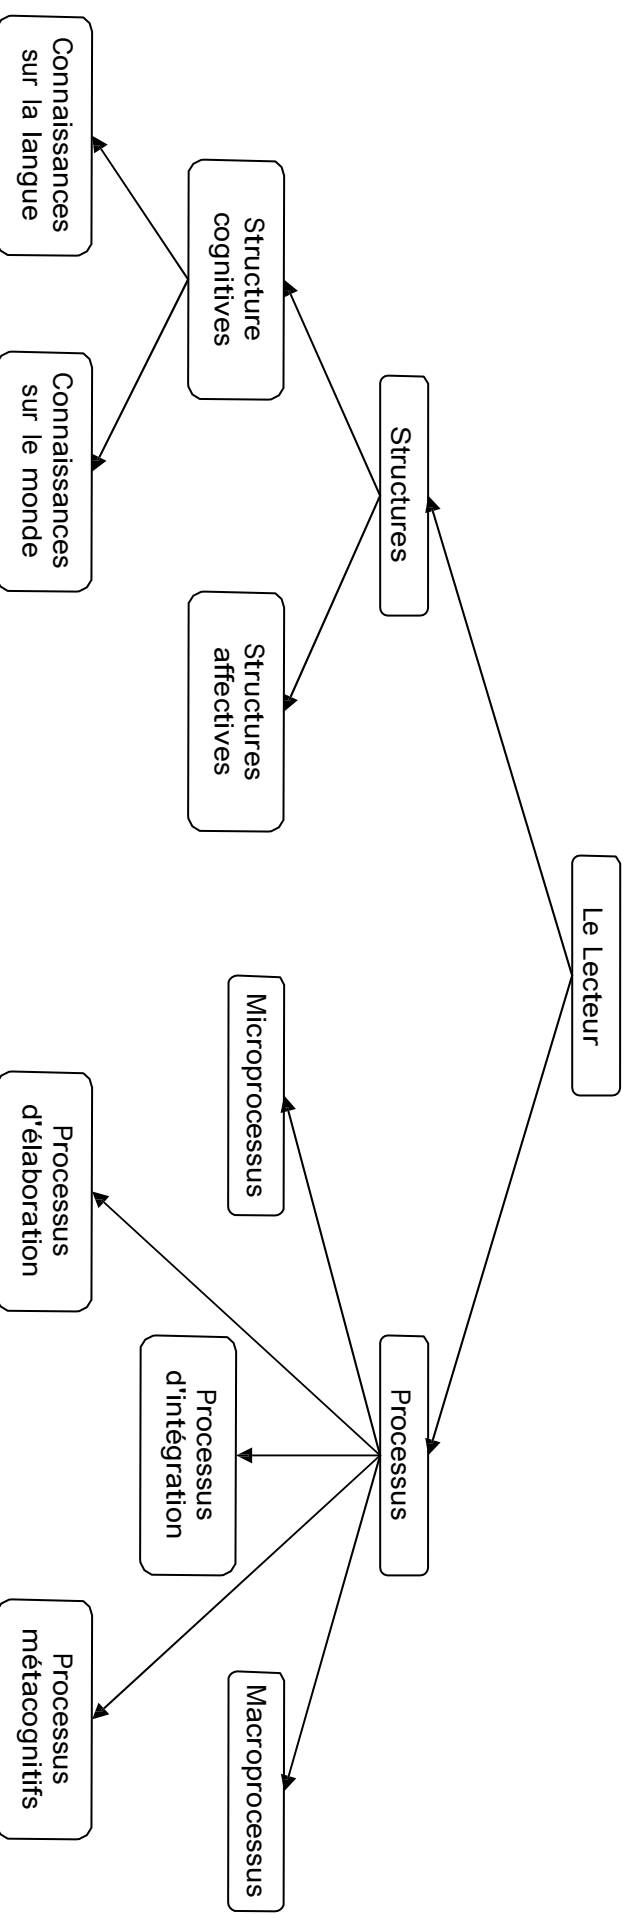 Le Lecteur
Structures
Processus
Structure
cognitives
Structures
affectives
Microprocessus
Processus
d'intégration
Macroprocessus
Connaissances
sur la langue
Connaissances
sur le monde
Processus
d'élaboration
Processus
métacognitifs